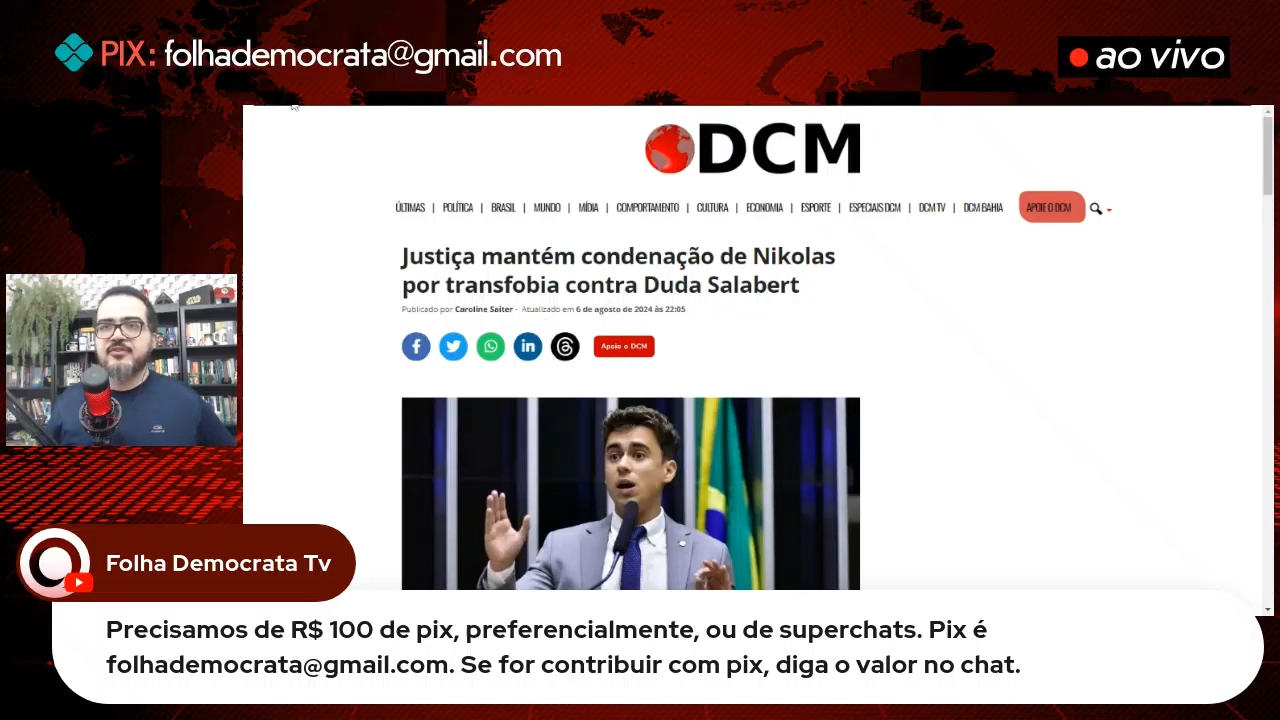 PIX: folhademocrata@gmail.com
ao vivo
DCM
ÚLTIMAS | POLÍTICA | BRASIL | MUNDO | MÍDIA | COMPORTAMENTO | CULTURA | ECONOMIA | ESPORTE | ESPECIAIS DCM | DCM TV | DCM BAHIA APOIE O DCM
Justiça mantém condenação de Nikolas
por transfobia contra Duda Salabert
Publicado por Caroline Saiter - Atualizado em 6 de agosto de 2024 às 22:05
Apoie o DCM
Folha Democrata Tv
Precisamos de R$ 100 de pix, preferencialmente, ou de superchats. Pix é
folhademocrata@gmail.com. Se for contribuir com pix, diga o valor no chat.